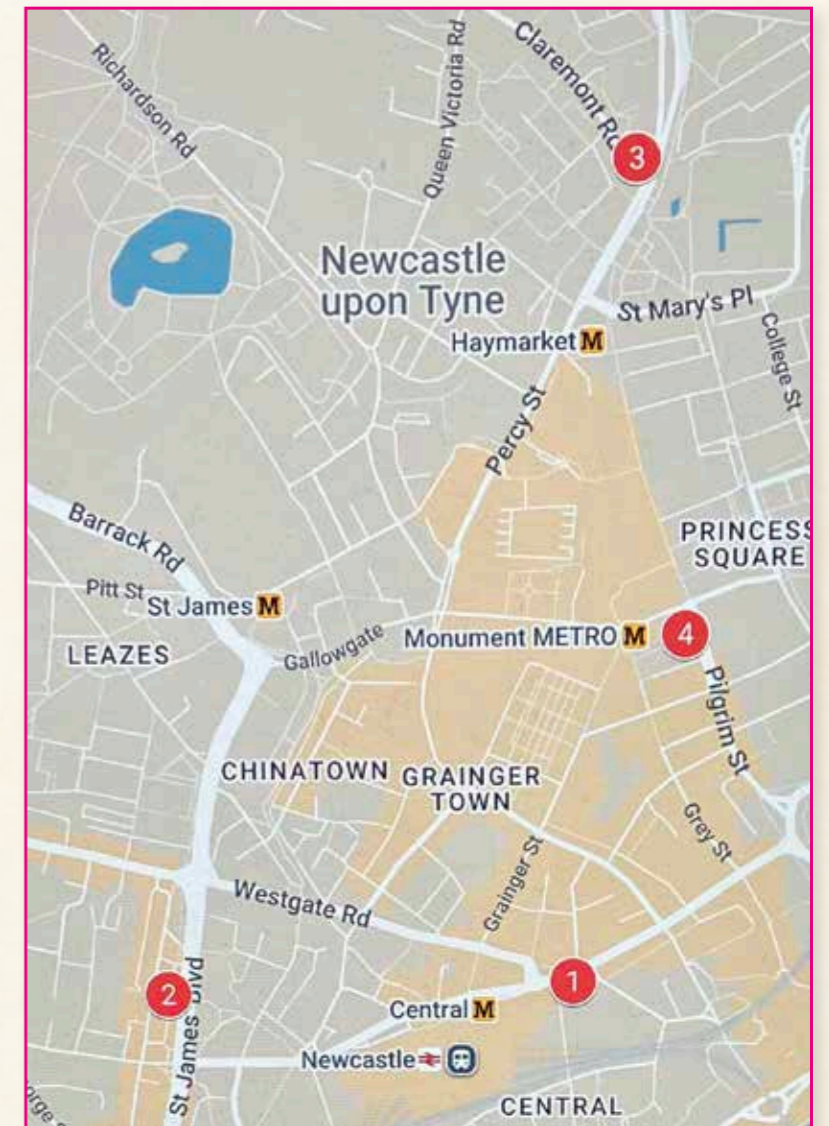 Richardson Rd
Queen Victoria Rd
Claremont Rd
3
Newcastle
upon Tyne
St Mary's Pl
Haymarket M
College St
Percy St
Barrack Rd
PRINCESS
SQUARE
Pitt St
St James M
Gallowgate
Monument METRO M
4
LEAZES
Pilgrim St
CHINATOWN
GRAINGER
TOWN
Grey St
Grainger St
Westgate Rd
2
1
St James Blvd
Central M
Newcastle
CENTRAL